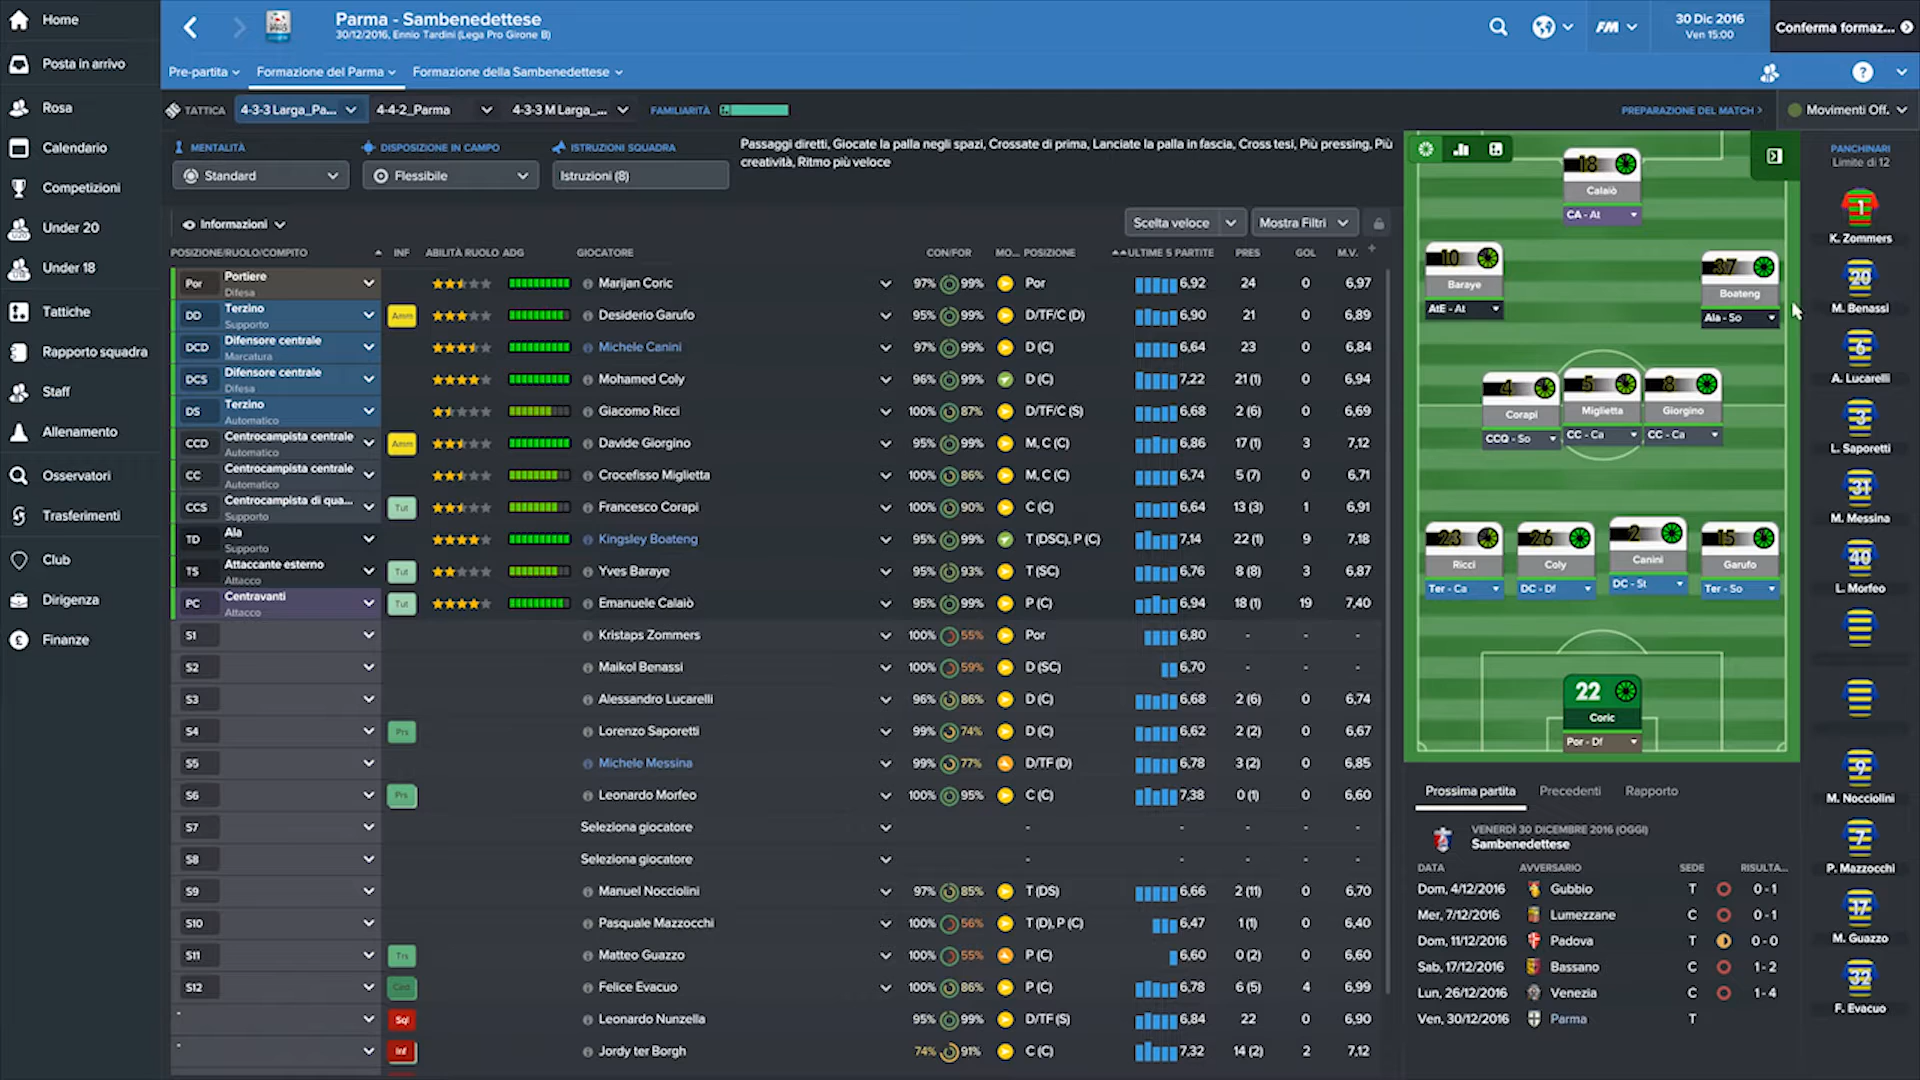 Home
Posta in arrivo
Rosa
Calendario
Competizioni
Under 20
Under 18
Tattiche
Rapporto squadra
Staff
Allenamento
Osservatori
Trasferimenti
Club
Dirigenza
Finanze
Parma - Sambenedettese
30/12/2016, Ennio Tardini (Lega Pro Girone B)
FM
30 Dic 2016
Ven 15:00
Conferma formaz...
Pre-partita
Formazione del Parma
Formazione della Sambenedettese
TATTICA
4-3-3 Larga_Pa...
4-4-2_Parma
4-3-3 M Larga_...
FAMILIARITÀ
PREPARAZIONE DEL MATCH >
Movimenti Off.
MENTALITÀ
Standard
DISPOSIZIONE IN CAMPO
Flessibile
ISTRUZIONI SQUADRA
Istruzioni (8)
Passaggi diretti, Giocate la palla negli spazi, Crossate di prima, Lanciate la palla in fascia, Cross tesi, Più pressing, Più
creatività, Ritmo più veloce
Informazioni
Scelta veloce
Mostra Filtri
POSIZIONE/RUOLO/COMPITO INF ABILITÀ RUOLO ADG GIOCATORE CON/FOR MO... POSIZIONE ULTIME 5 PARTITE PRES GOL M.V.
Por Portiere Difesa Marijan Coric 97% 99% Por 6,92 24 0 6,97
DD Terzino Supporto Amm Desiderio Garufo 95% 99% D/TF/C (D) 6,90 21 0 6,89
DCD Difensore centrale Marcatura Michele Canini 97% 99% D (C) 6,64 23 0 6,84
DCS Difensore centrale Difesa Mohamed Coly 96% 99% D (C) 7,22 21 (1) 0 6,94
DS Terzino Automatico Giacomo Ricci 100% 87% D/TF/C (S) 6,68 2 (6) 0 6,69
CCD Centrocampista centrale Automatico Amm Davide Giorgino 95% 99% M, C (C) 6,86 17 (1) 3 7,12
CC Centrocampista centrale Automatico Crocefisso Miglietta 100% 86% M, C (C) 6,74 5 (7) 0 6,71
CCS Centrocampista di qua... Supporto Tut Francesco Corapi 100% 90% C (C) 6,64 13 (3) 1 6,91
TD Ala Supporto Kingsley Boateng 95% 99% T (DSC), P (C) 7,14 22 (1) 9 7,18
TS Attaccante esterno Attacco Tut Yves Baraye 95% 93% T (SC) 6,76 8 (8) 3 6,87
PC Centravanti Attacco Tut Emanuele Calaiò 95% 99% P (C) 6,94 18 (1) 19 7,40
S1 Kristaps Zommers 100% 55% Por 6,80 - - -
S2 Maikol Benassi 100% 59% D (SC) 6,70 - - -
S3 Alessandro Lucarelli 96% 86% D (C) 6,68 2 (6) 0 6,74
S4 Prs Lorenzo Saporetti 99% 74% D (C) 6,62 2 (2) 0 6,67
S5 Michele Messina 99% 77% D/TF (D) 6,78 3 (2) 0 6,85
S6 Prs Leonardo Morfeo 100% 95% C (C) 7,38 0 (1) 0 6,60
S7 Seleziona giocatore - - - - -
S8 Seleziona giocatore - - - - -
S9 Manuel Nocciolini 97% 85% T (DS) 6,66 2 (11) 0 6,70
S10 Pasquale Mazzocchi 100% 56% T (D), P (C) 6,47 1 (1) 0 6,40
S11 Trs Matteo Guazzo 100% 55% P (C) 6,60 0 (2) 0 6,60
S12 Felice Evacuo 100% 86% P (C) 6,78 6 (5) 4 6,99
- Sql Leonardo Nunzella 95% 99% D/TF (S) 6,84 22 0 6,90
- Inf Jordy ter Borgh 74% 91% C (C) 7,32 14 (2) 2 7,12
18
Calaiò
CA - At
10
Baraye
AtE - At
37
Boateng
Ala - So
4 5 8
Corapi Miglietta Giorgino
CCQ - So CC - Ca CC - Ca
23 26 2 15
Ricci Coly Canini Garufo
Ter - Ca DC - Df DC - St Ter - So
22
Coric
Por - Df
PANCHINARI
Limite di 12
1
K. Zommers
20
M. Benassi
6
A. Lucarelli
3
L. Saporetti
31
M. Messina
40
L. Morfeo
9
M. Nocciolini
7
P. Mazzocchi
17
M. Guazzo
32
F. Evacuo
Prossima partita
Precedenti
Rapporto
VENERDÌ 30 DICEMBRE 2016 (OGGI)
Sambenedettese
DATA AVVERSARIO SEDE RISULTA...
Dom, 4/12/2016 Gubbio T 0 - 1
Mer, 7/12/2016 Lumezzane C 0 - 1
Dom, 11/12/2016 Padova T 0 - 0
Sab, 17/12/2016 Bassano C 1 - 2
Lun, 26/12/2016 Venezia C 1 - 4
Ven, 30/12/2016 Parma T